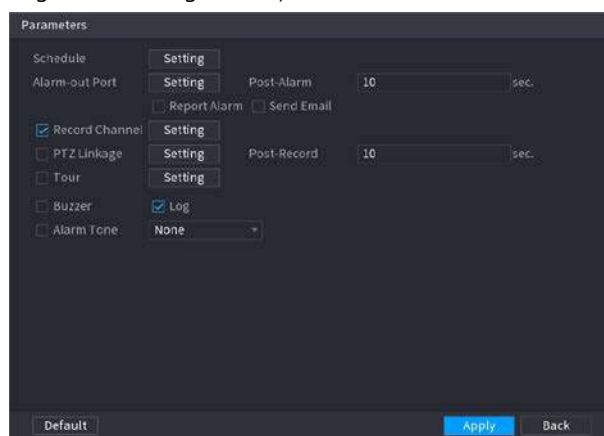 Parameters
Schedule Setting
Alarm-out Port Setting Post-Alarm 10 sec.
Report Alarm Send Email
Record Channel Setting
PTZ Linkage Setting Post-Record 10 sec.
Tour Setting
Buzzer Log
Alarm Tone None
Default Apply Back